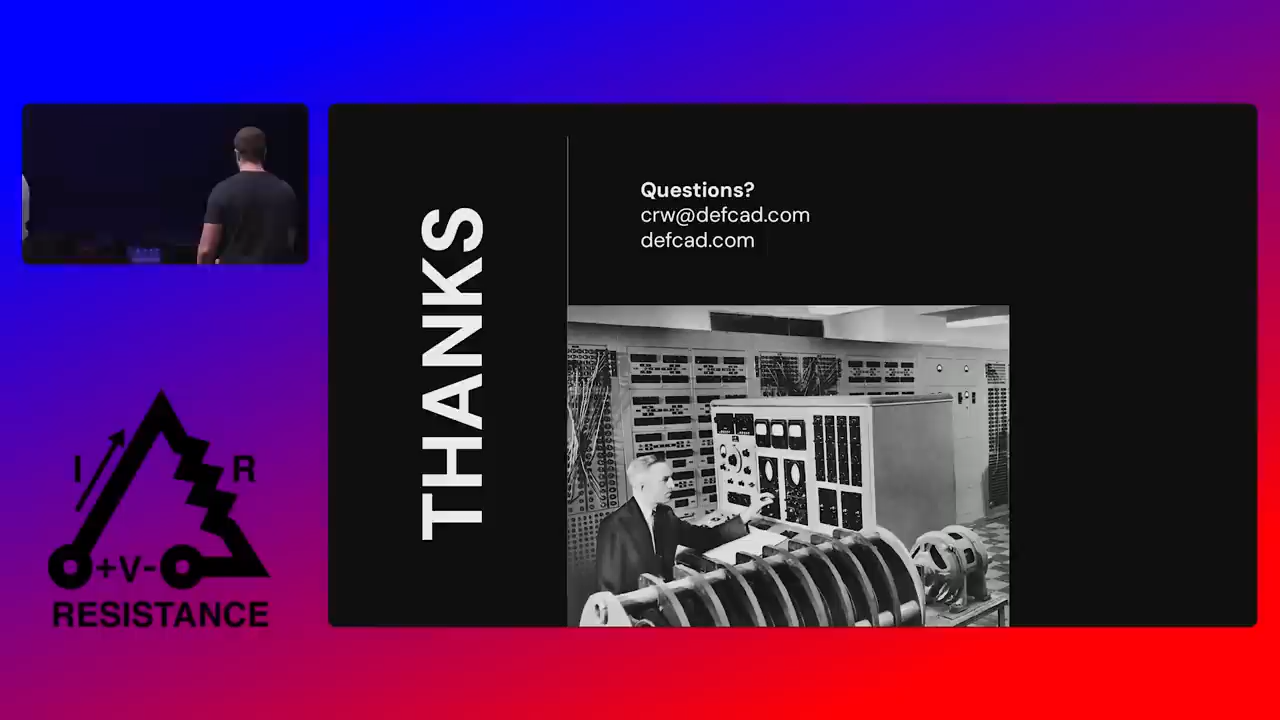 THANKS
Questions?
crw@defcad.com
defcad.com
I
R
+V-
RESISTANCE